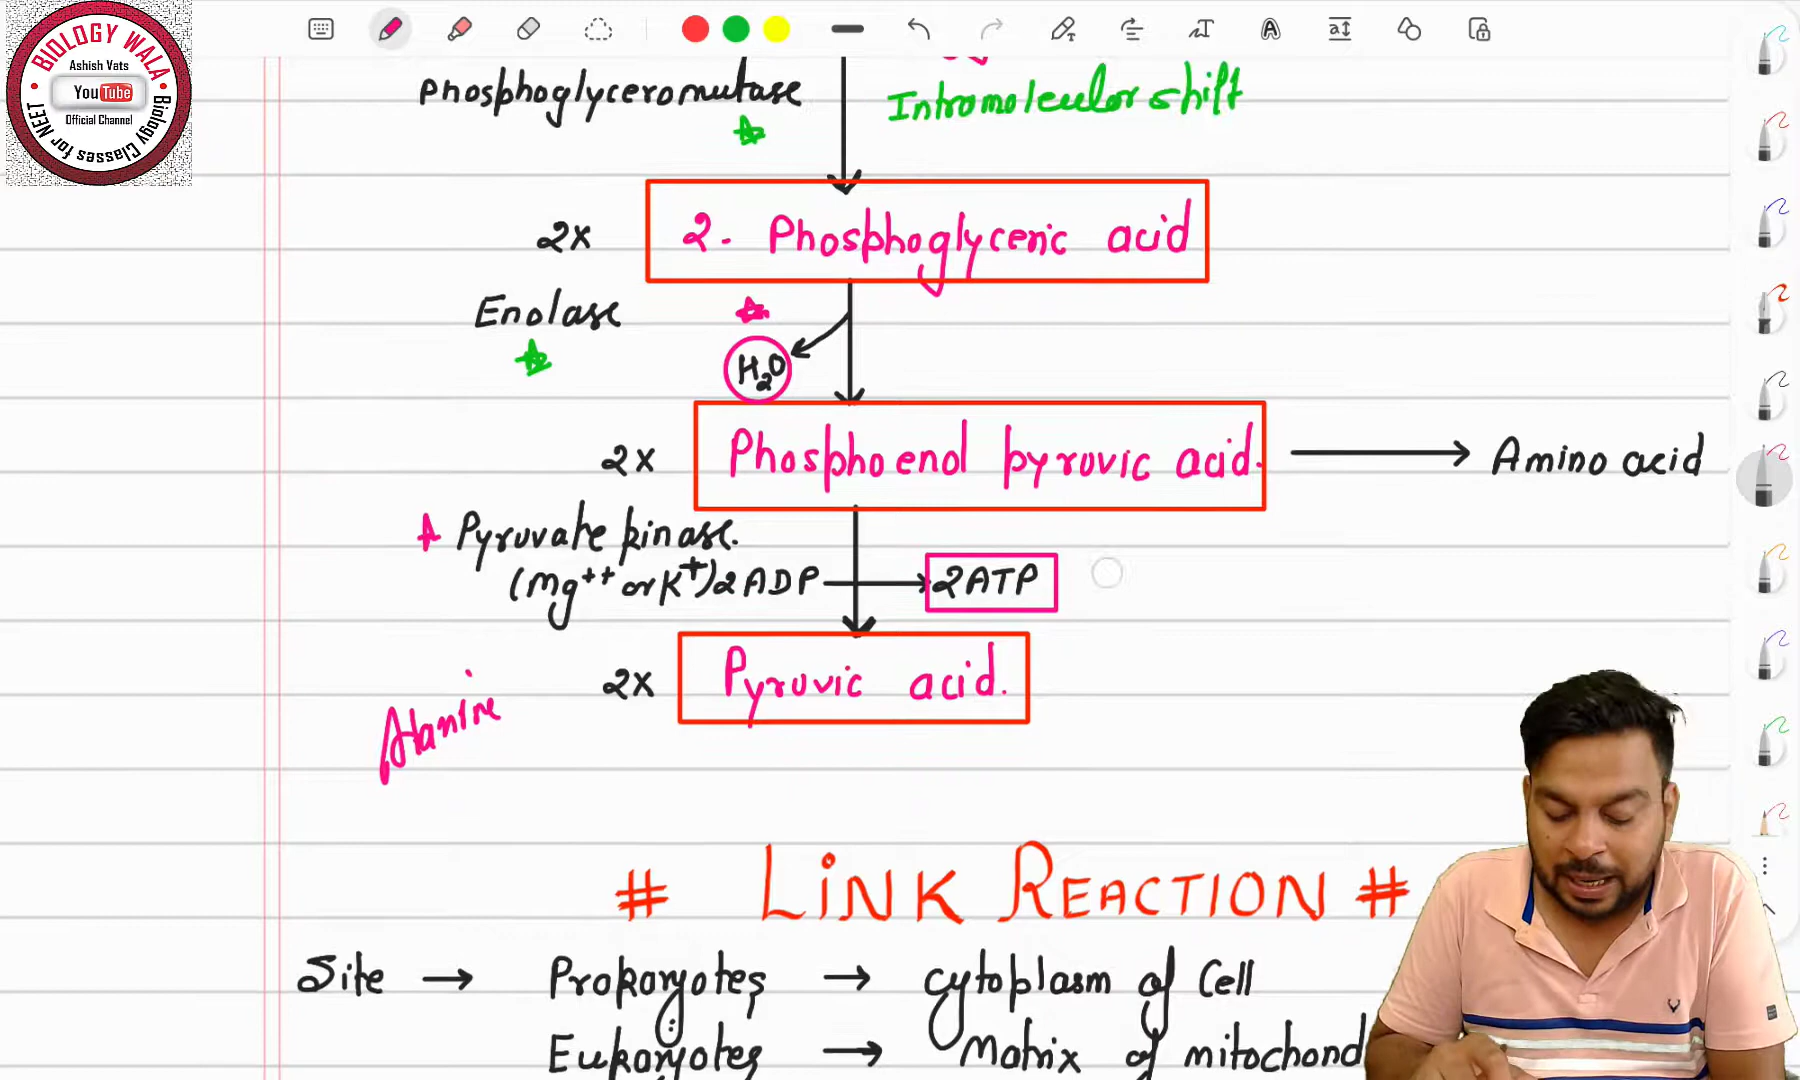 BIOLOGY WALA
Ashish Vats
YouTube
Official Channel
Biology Classes for NEET
Phosphoglyceromutase
Intramolecular shift
2x 2- Phosphoglyceric acid
Enolase
H2O
2x Phosphoenol pyruvic acid. → Amino acid
Pyruvate kinase.
(Mg++ or K+) 2ADP → 2ATP
2x Pyruvic acid.
Alanine
# LINK REACTION #
Site → Prokaryotes → cytoplasm of Cell
Eukaryotes → Matrix of mitochond